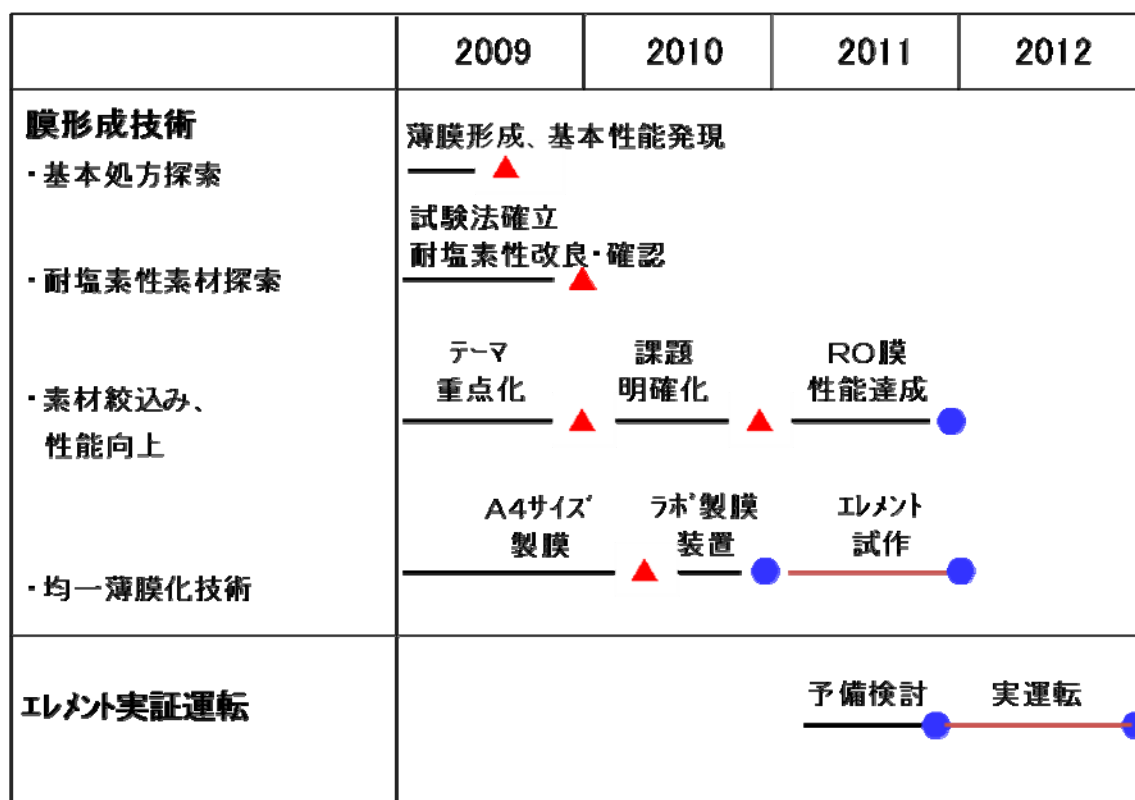 2009 2010 2011 2012
膜形成技術
薄膜形成、基本性能発現
・基本処方探索
試験法確立
耐塩素性改良・確認
・耐塩素性素材探索
テーマ 課題 RO膜
重点化 明確化 性能達成
・素材絞込み、
性能向上
A4サイズ ラボ製膜 エレメント
製膜 装置 試作
・均一薄膜化技術
エレメント実証運転
予備検討 実運転